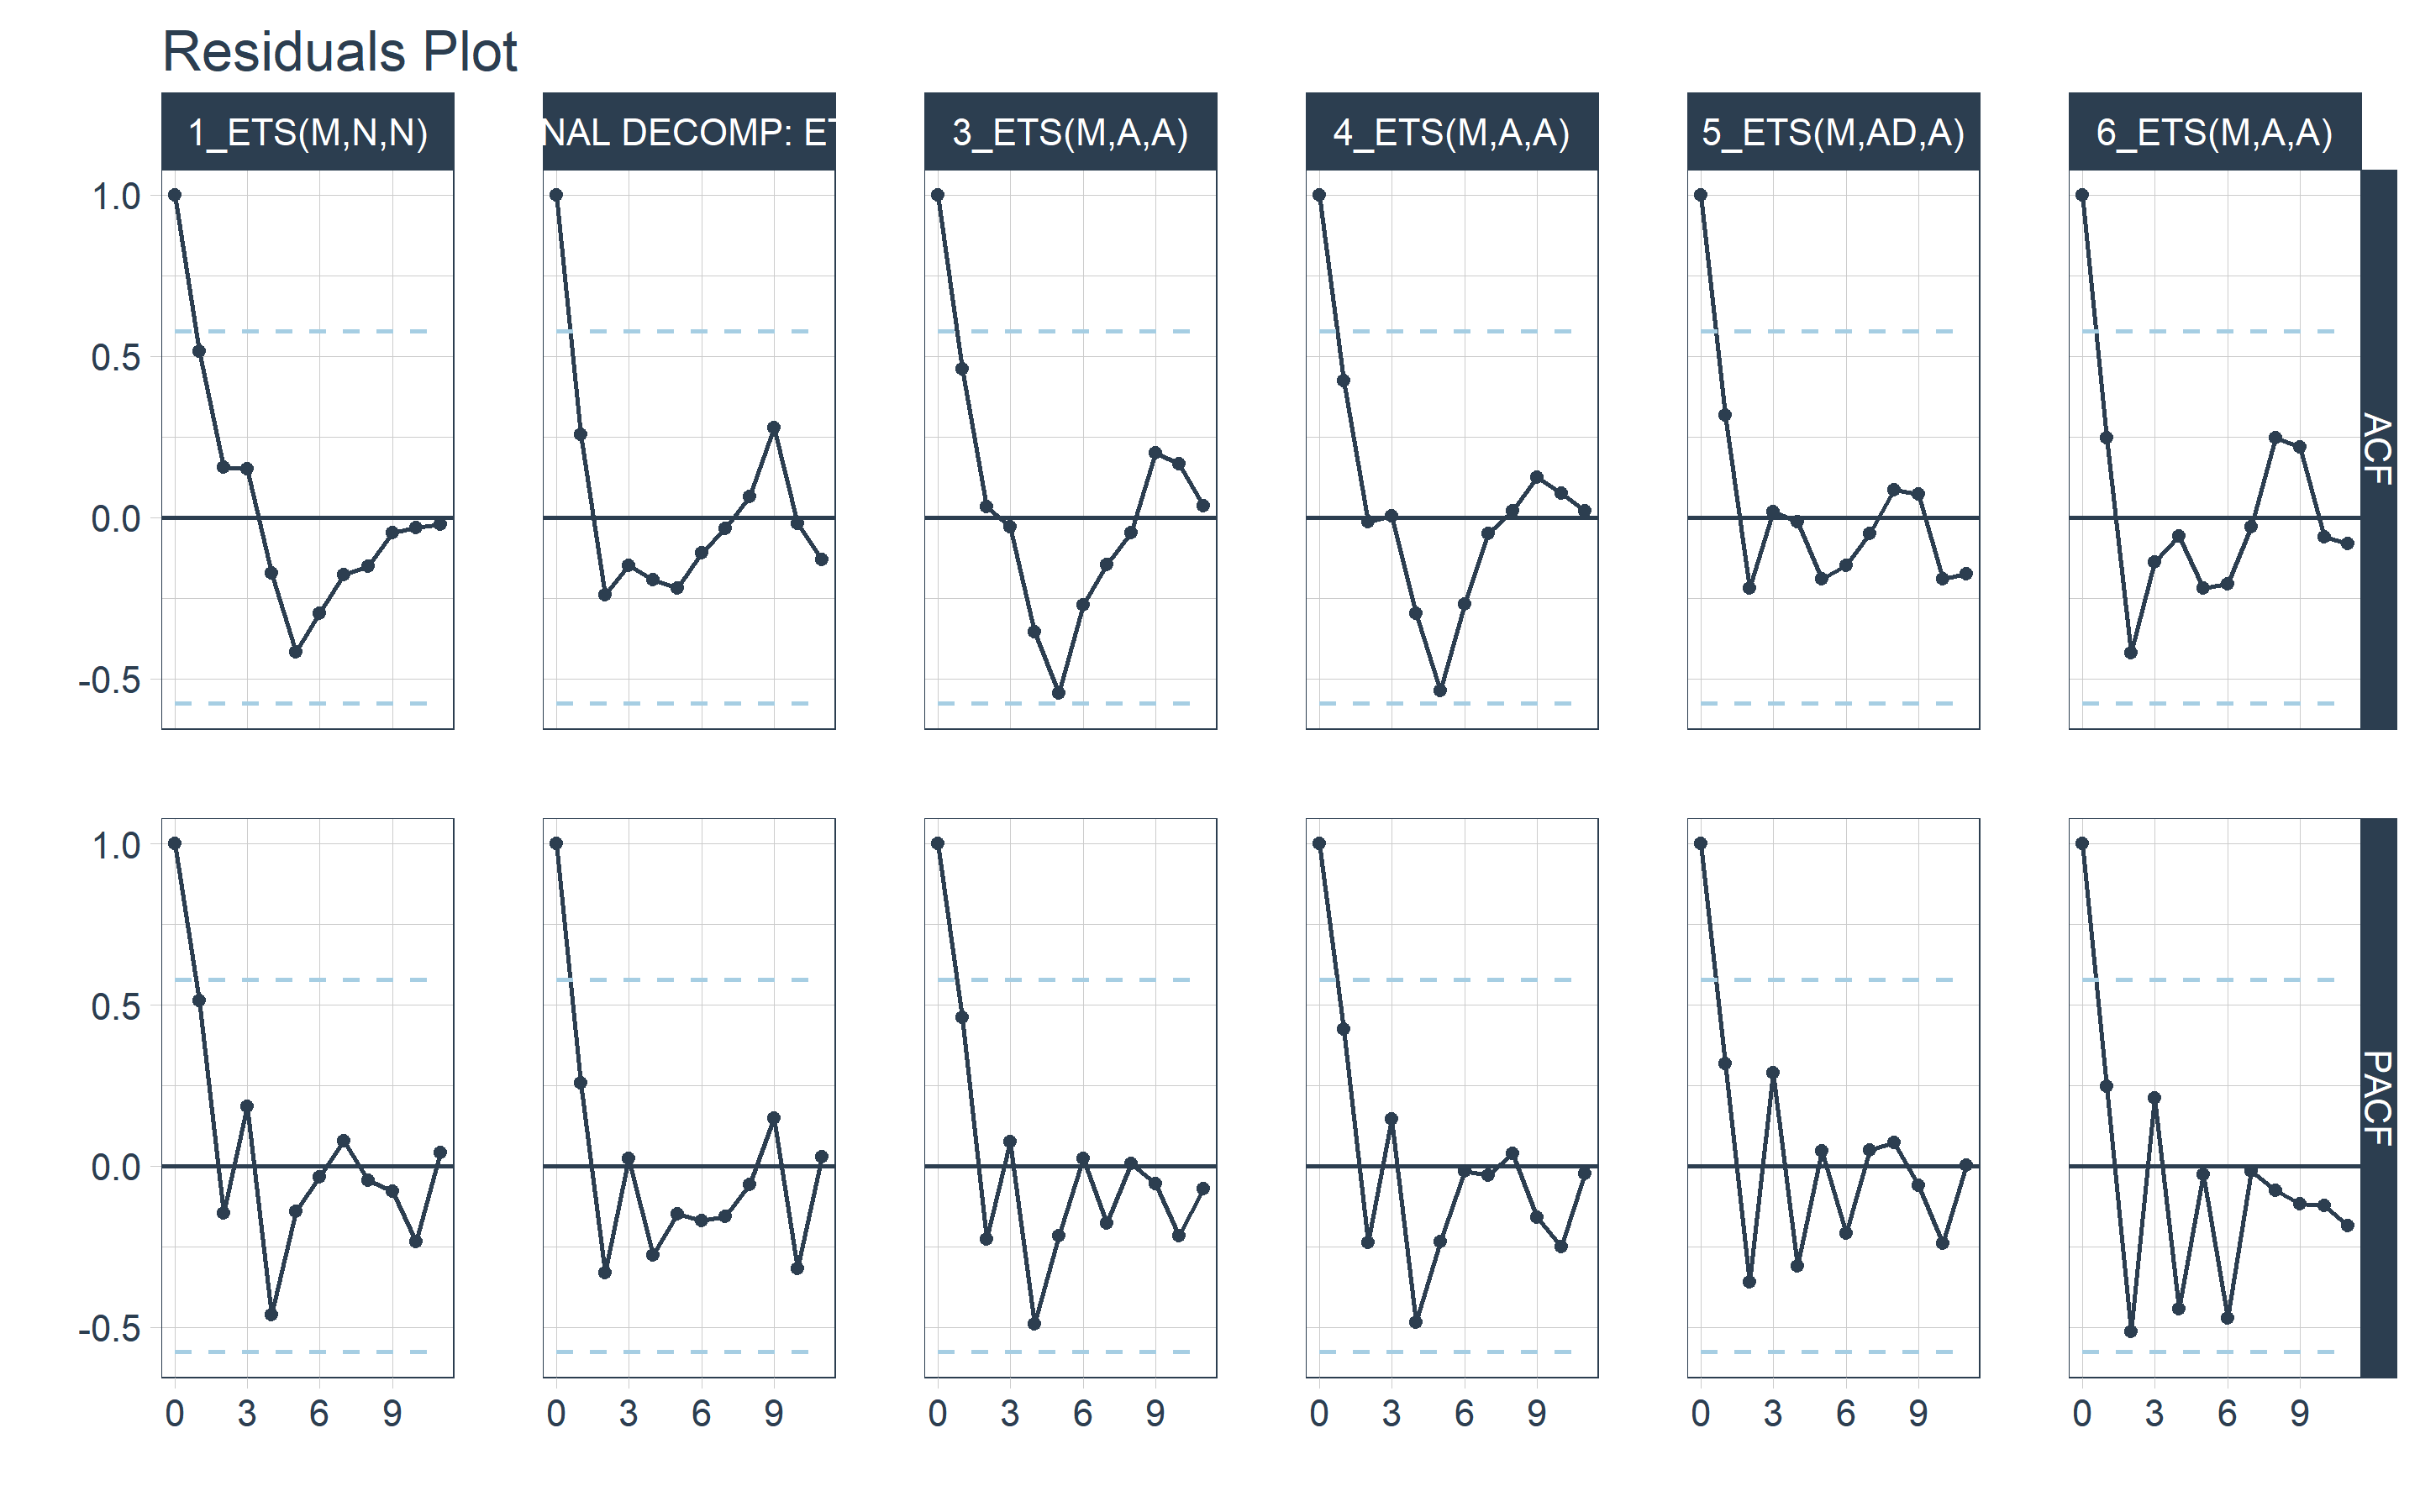 Residuals Plot
1_ETS(M,N,N)
NAL DECOMP: ET
3_ETS(M,A,A)
4_ETS(M,A,A)
5_ETS(M,AD,A)
6_ETS(M,A,A)
1.0
0.5
0.0
-0.5
ACF
1.0
0.5
0.0
-0.5
PACF
0 3 6 9 0 3 6 9 0 3 6 9 0 3 6 9 0 3 6 9 0 3 6 9